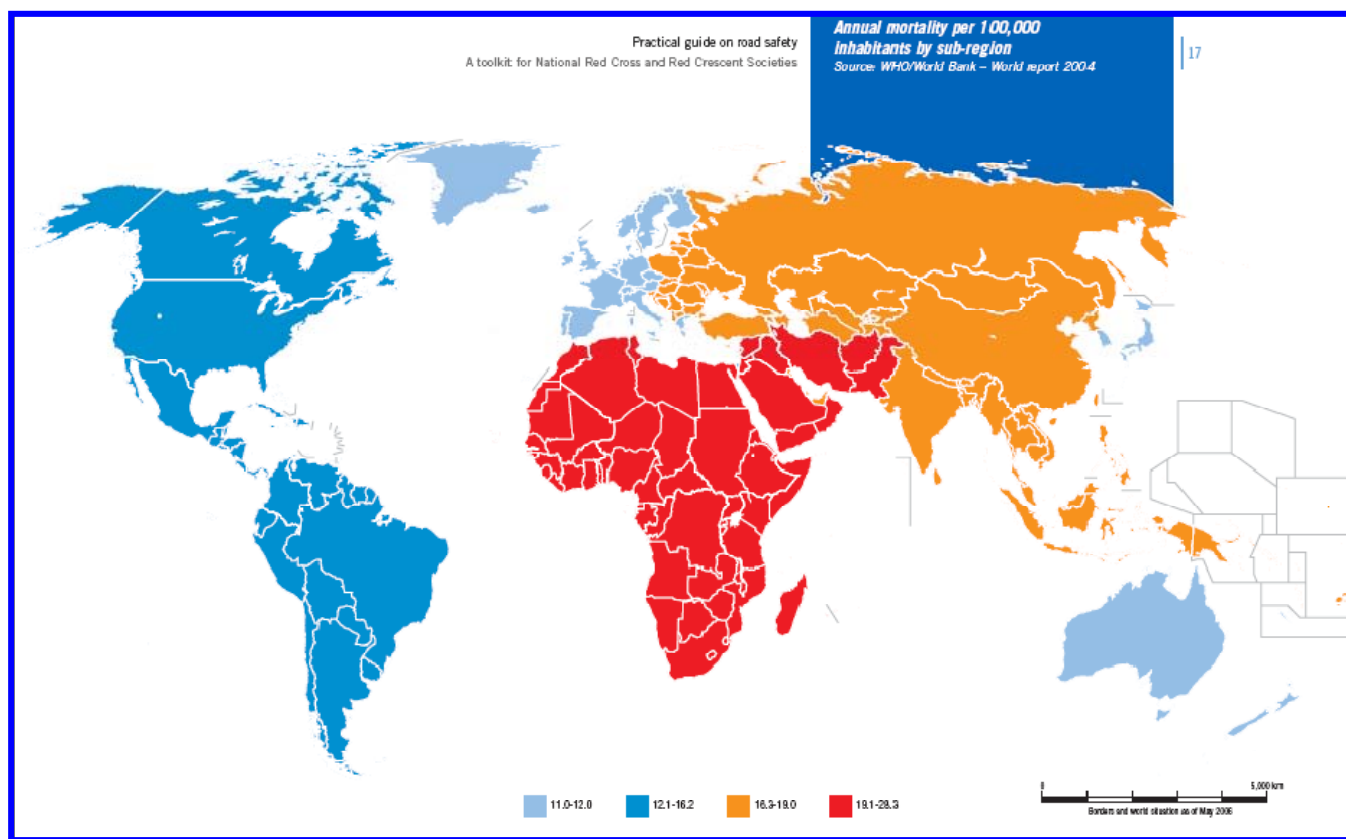 Practical guide on road safety
A toolkit for National Red Cross and Red Crescent Societies
Annual mortality per 100,000
inhabitants by sub-region
Source: WHO/World Bank – World report 2004
17
11.0-12.0
12.1-16.2
16.3-19.0
19.1-28.3
0
5,000 km
Borders and world situation as of May 2006